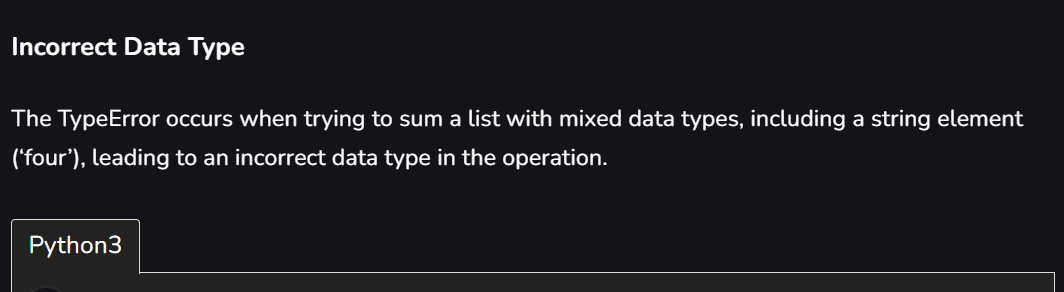 Incorrect Data Type
The TypeError occurs when trying to sum a list with mixed data types, including a string element
(‘four’), leading to an incorrect data type in the operation.
Python3